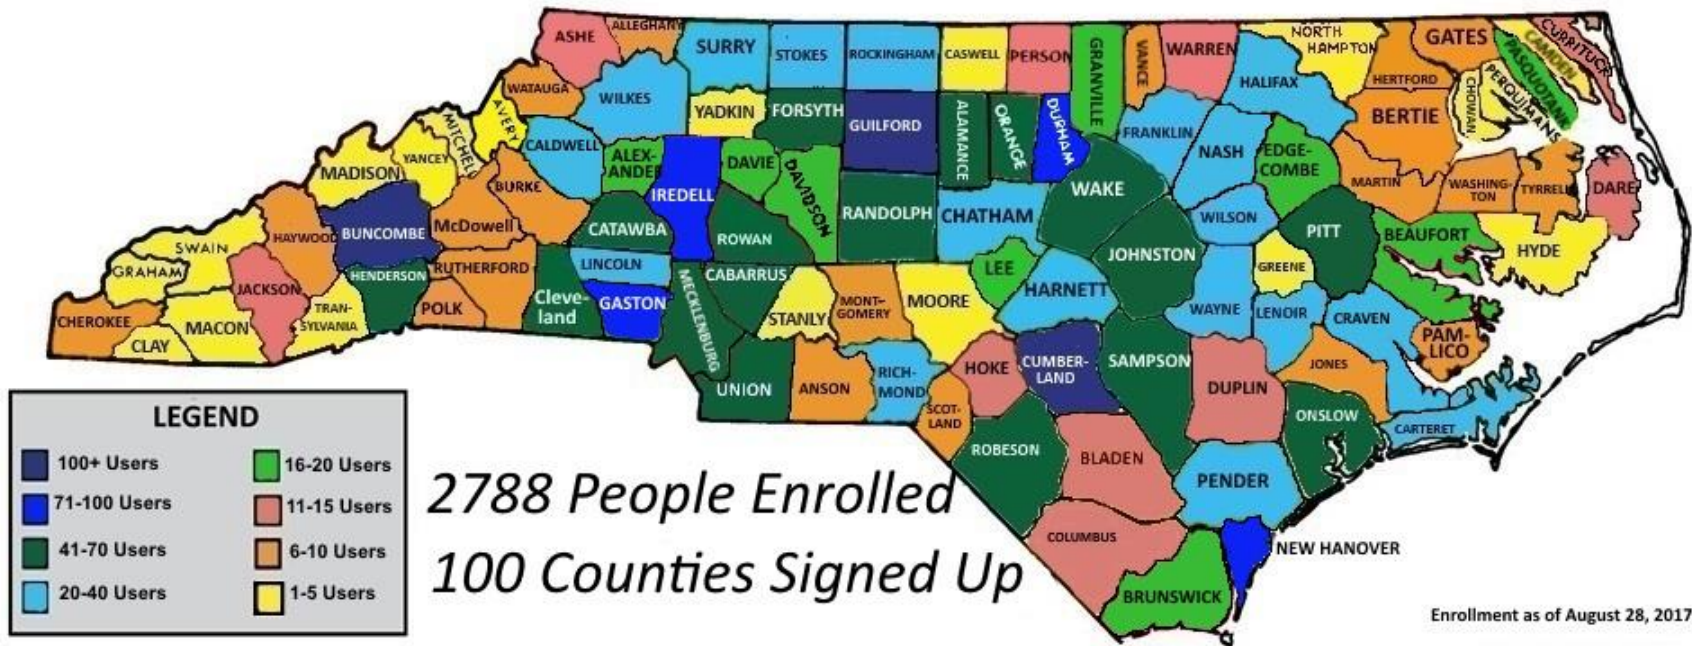 ASHE
ALLEGHANY
SURRY
STOKES
ROCKINGHAM
CASWELL
PERSON
GRANVILLE
VANCE
WARREN
NORTH
HAMPTON
GATES
CURRITUCK
CAMDEN
PASQUOTANK
PERQUIMANS
CHOWAN
HERTFORD
HALIFAX
WATAUGA
WILKES
YADKIN
FORSYTH
GUILFORD
ALAMANCE
ORANGE
DURHAM
FRANKLIN
NASH
EDGE-
COMBE
BERTIE
MARTIN
WASHING-
TON
TYRRELL
DARE
AVERY
MITCHELL
YANCEY
MADISON
CALDWELL
ALEX-
ANDER
IREDELL
DAVIE
DAVIDSON
RANDOLPH
CHATHAM
WAKE
WILSON
PITT
BEAUFORT
HYDE
BURKE
McDowell
BUNCOMBE
HAYWOOD
SWAIN
GRAHAM
CATAWBA
ROWAN
JOHNSTON
GREENE
LEE
HARNETT
WAYNE
LENOIR
CRAVEN
PAM-
LICO
JONES
CHEROKEE
CLAY
MACON
JACKSON
TRAN-
SYLVANIA
HENDERSON
RUTHERFORD
POLK
Cleve-
land
LINCOLN
GASTON
MECKLENBURG
CABARRUS
STANLY
MONT-
GOMERY
MOORE
UNION
ANSON
RICH-
MOND
SCOT-
LAND
HOKE
CUMBER-
LAND
SAMPSON
DUPLIN
ONSLOW
CARTERET
ROBESON
BLADEN
PENDER
COLUMBUS
NEW HANOVER
BRUNSWICK
LEGEND
100+ Users
71-100 Users
41-70 Users
20-40 Users
16-20 Users
11-15 Users
6-10 Users
1-5 Users
2788 People Enrolled
100 Counties Signed Up
Enrollment as of August 28, 2017